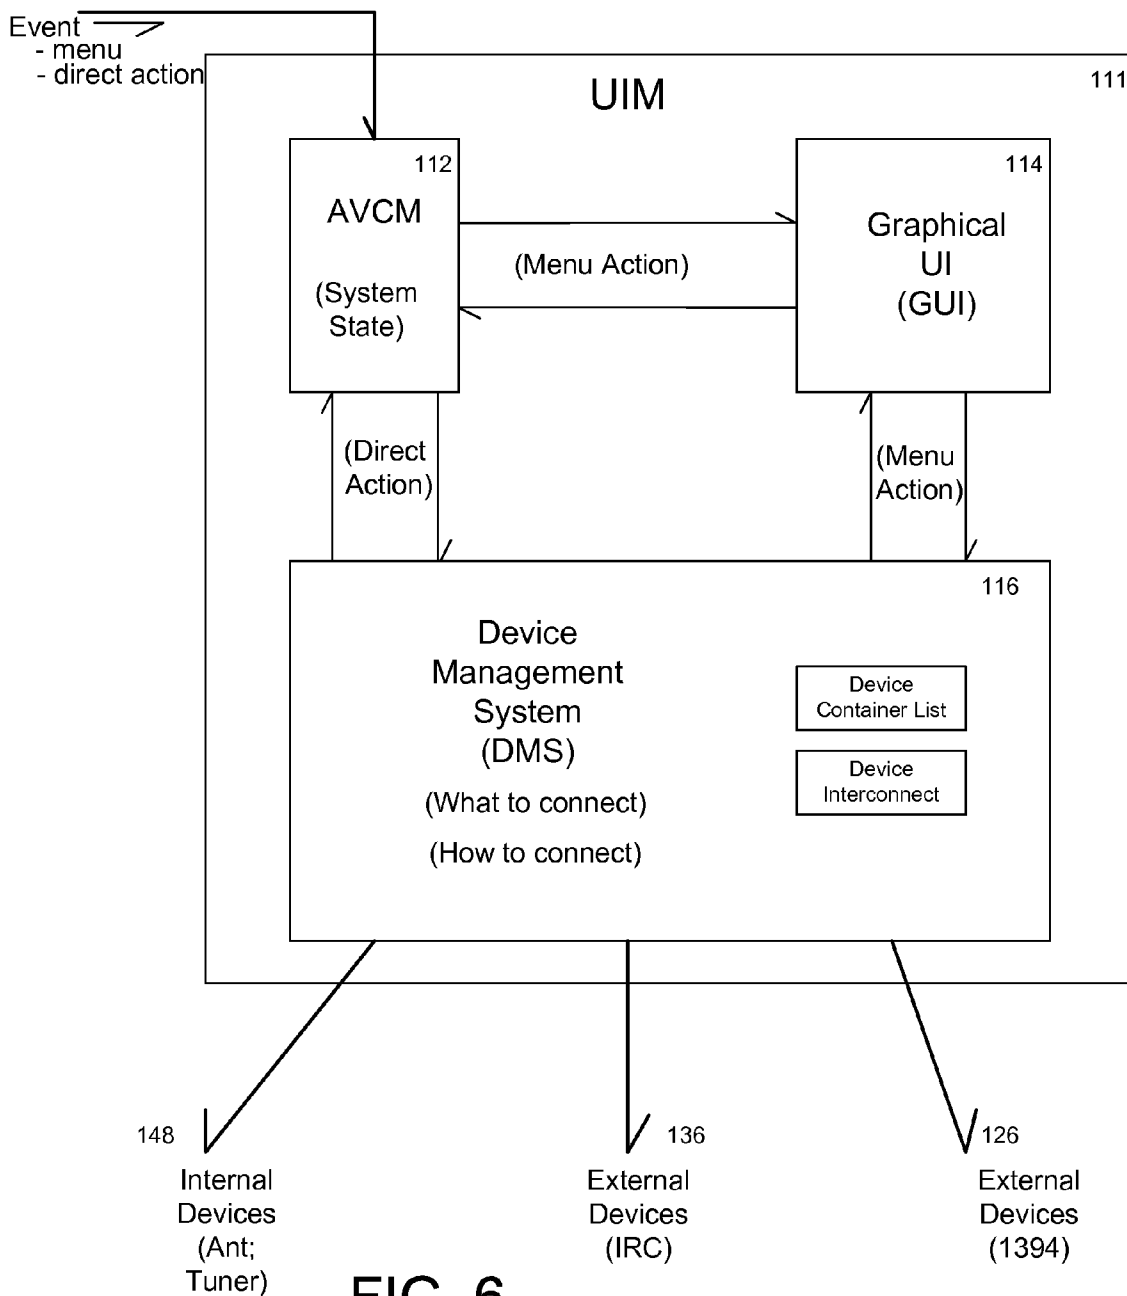 Event
- menu
- direct action
UIM
111
112
AVCM
(System
State)
(Menu Action)
114
Graphical
UI
(GUI)
(Direct
Action)
(Menu
Action)
116
Device
Management
System
(DMS)
(What to connect)
(How to connect)
Device
Container List
Device
Interconnect
148
Internal
Devices
(Ant;
Tuner)
136
External
Devices
(IRC)
126
External
Devices
(1394)
FIG. 6